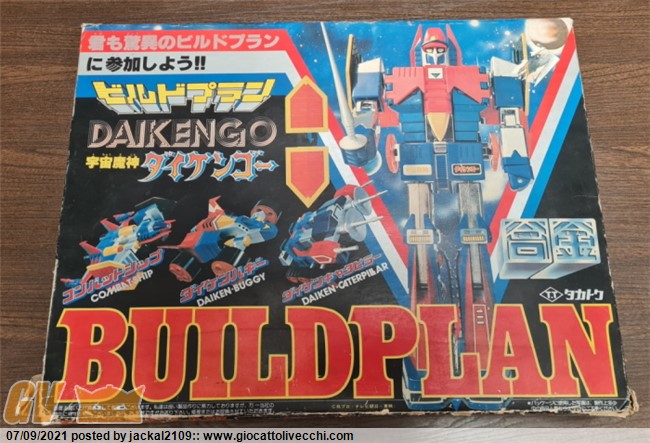 君も驚異のビルドプラン
に参加しよう!!
ビルドプラン
DAIKENGO
宇宙魔神
ダイケンゴー
コンバットシップ
COMBATSHIP
ダイケンバギー
DAIKEN-BUGGY
ダイケンキャタピラー
DAIKEN-CATERPILLAR
合体
TT タカトク
BUILDPLAN
GV
07/09/2021 posted by jackal2109:: www.giocattolivecchi.com